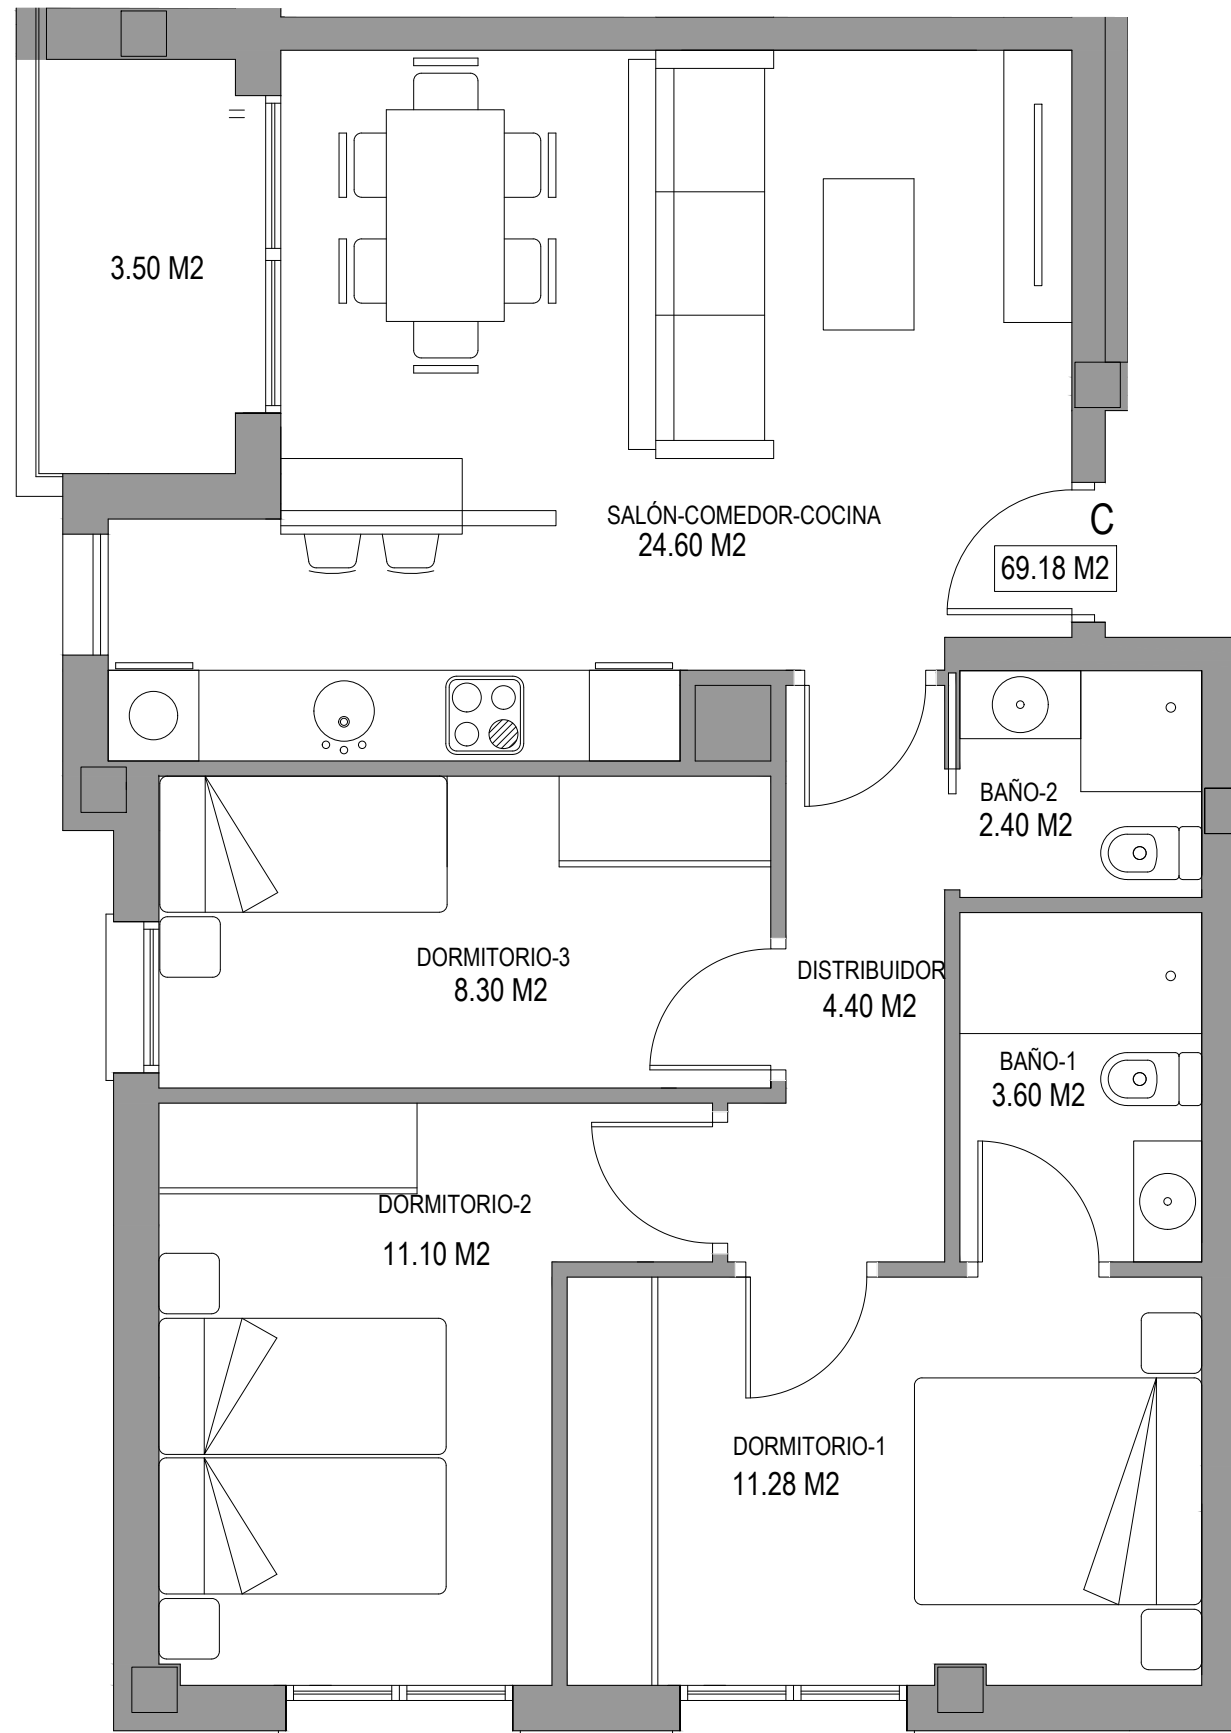 3.50 M2
SALÓN-COMEDOR-COCINA
24.60 M2
C
69.18 M2
BAÑO-2
2.40 M2
DORMITORIO-3
8.30 M2
DISTRIBUIDOR
4.40 M2
BAÑO-1
3.60 M2
DORMITORIO-2
11.10 M2
DORMITORIO-1
11.28 M2